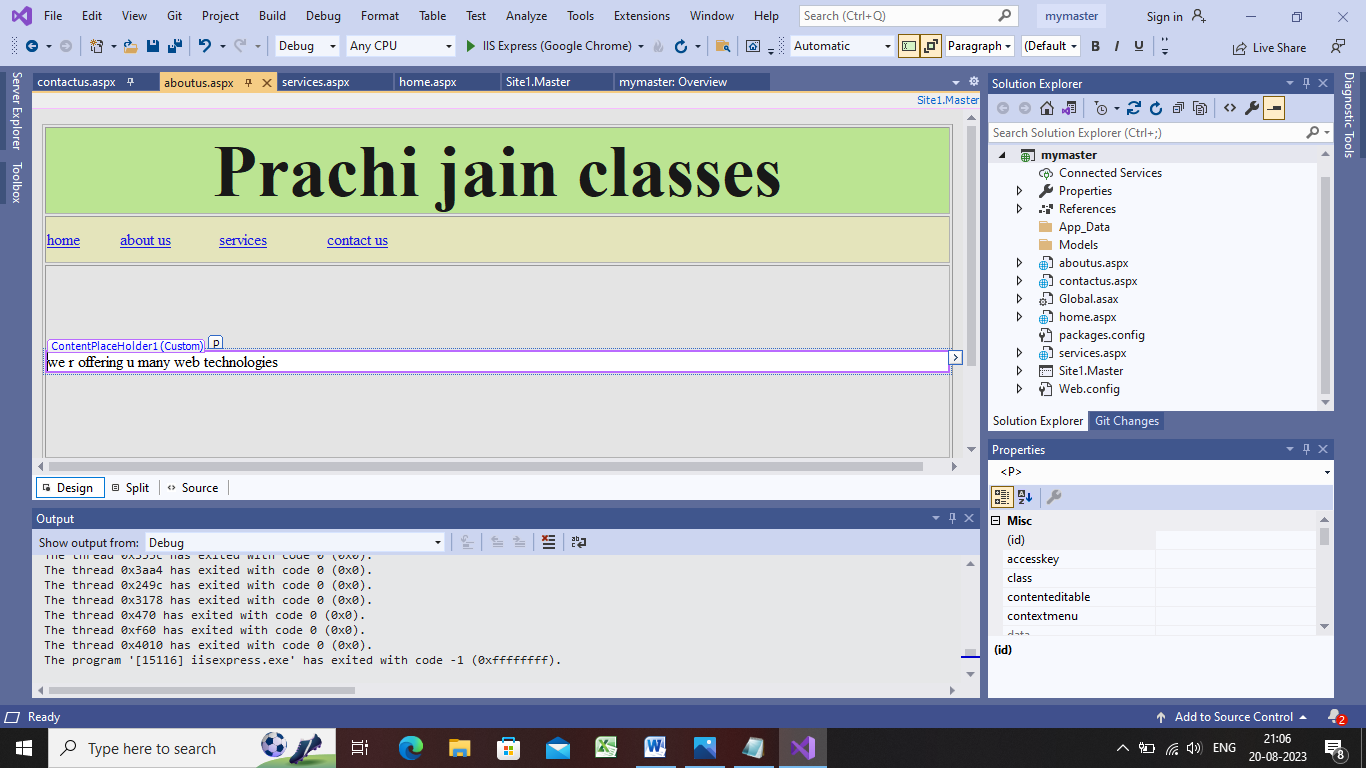 File Edit View Git Project Build Debug Format Table Test Analyze Tools Extensions Window Help Search (Ctrl+Q) mymaster Sign in
Debug Any CPU IIS Express (Google Chrome) Automatic Paragraph (Default) B I U Live Share
Server Explorer
Toolbox
contactus.aspx aboutus.aspx services.aspx home.aspx Site1.Master mymaster: Overview
Site1.Master
Prachi jain classes
home about us services contact us
ContentPlaceHolder1 (Custom) P
we r offering u many web technologies
Design Split Source
Output
Show output from: Debug
The thread 0x3aa4 has exited with code 0 (0x0).
The thread 0x249c has exited with code 0 (0x0).
The thread 0x3178 has exited with code 0 (0x0).
The thread 0x470 has exited with code 0 (0x0).
The thread 0xf60 has exited with code 0 (0x0).
The thread 0x4010 has exited with code 0 (0x0).
The program '[15116] iisexpress.exe' has exited with code -1 (0xffffffff).
Solution Explorer
Search Solution Explorer (Ctrl+;)
mymaster
Connected Services
Properties
References
App_Data
Models
aboutus.aspx
contactus.aspx
Global.asax
home.aspx
packages.config
services.aspx
Site1.Master
Web.config
Solution Explorer Git Changes
Properties
<P>
Misc
(id)
accesskey
class
contenteditable
contextmenu
data
(id)
Diagnostic Tools
Ready Add to Source Control 2
Type here to search ENG 21:06
20-08-2023 8